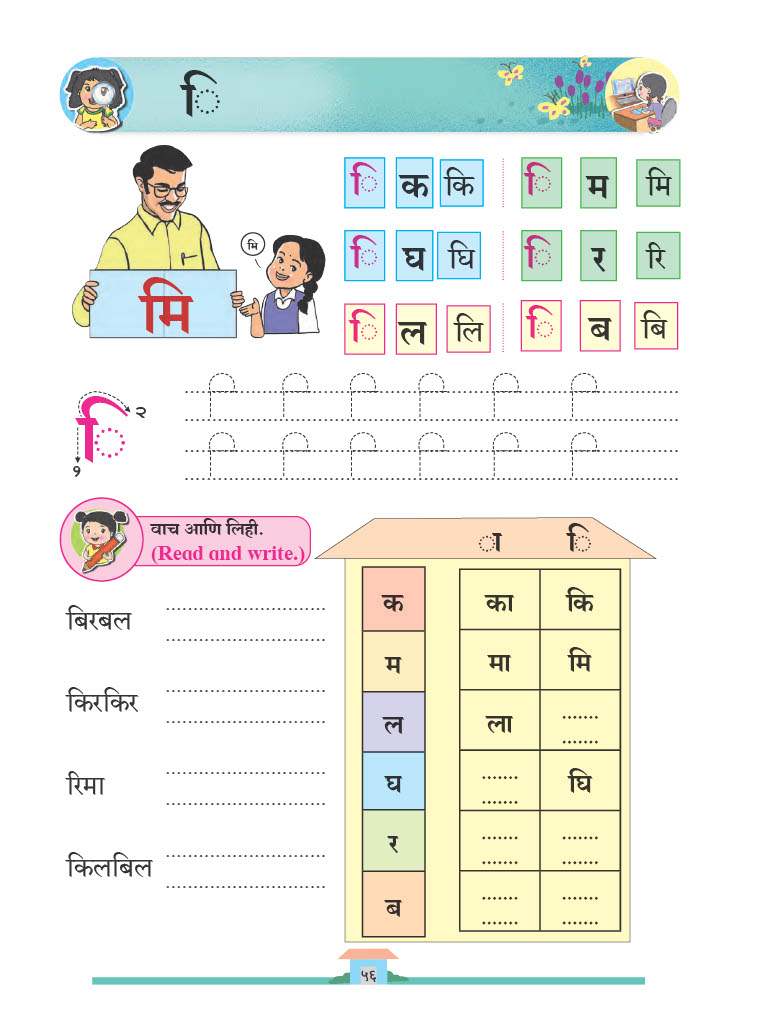 ि
ि क कि ि म मि
मि
ि घ घि ि र रि
मि
ि ल लि ि ब बि
ि
१ २
वाच आणि लिही.
(Read and write.)
बिरबल
किरकिर
रिमा
किलबिल
ा ि
क का कि
म मा मि
ल ला .......
.......
घ ....... घि
.......
र ....... .......
....... .......
ब ....... .......
....... .......
५६